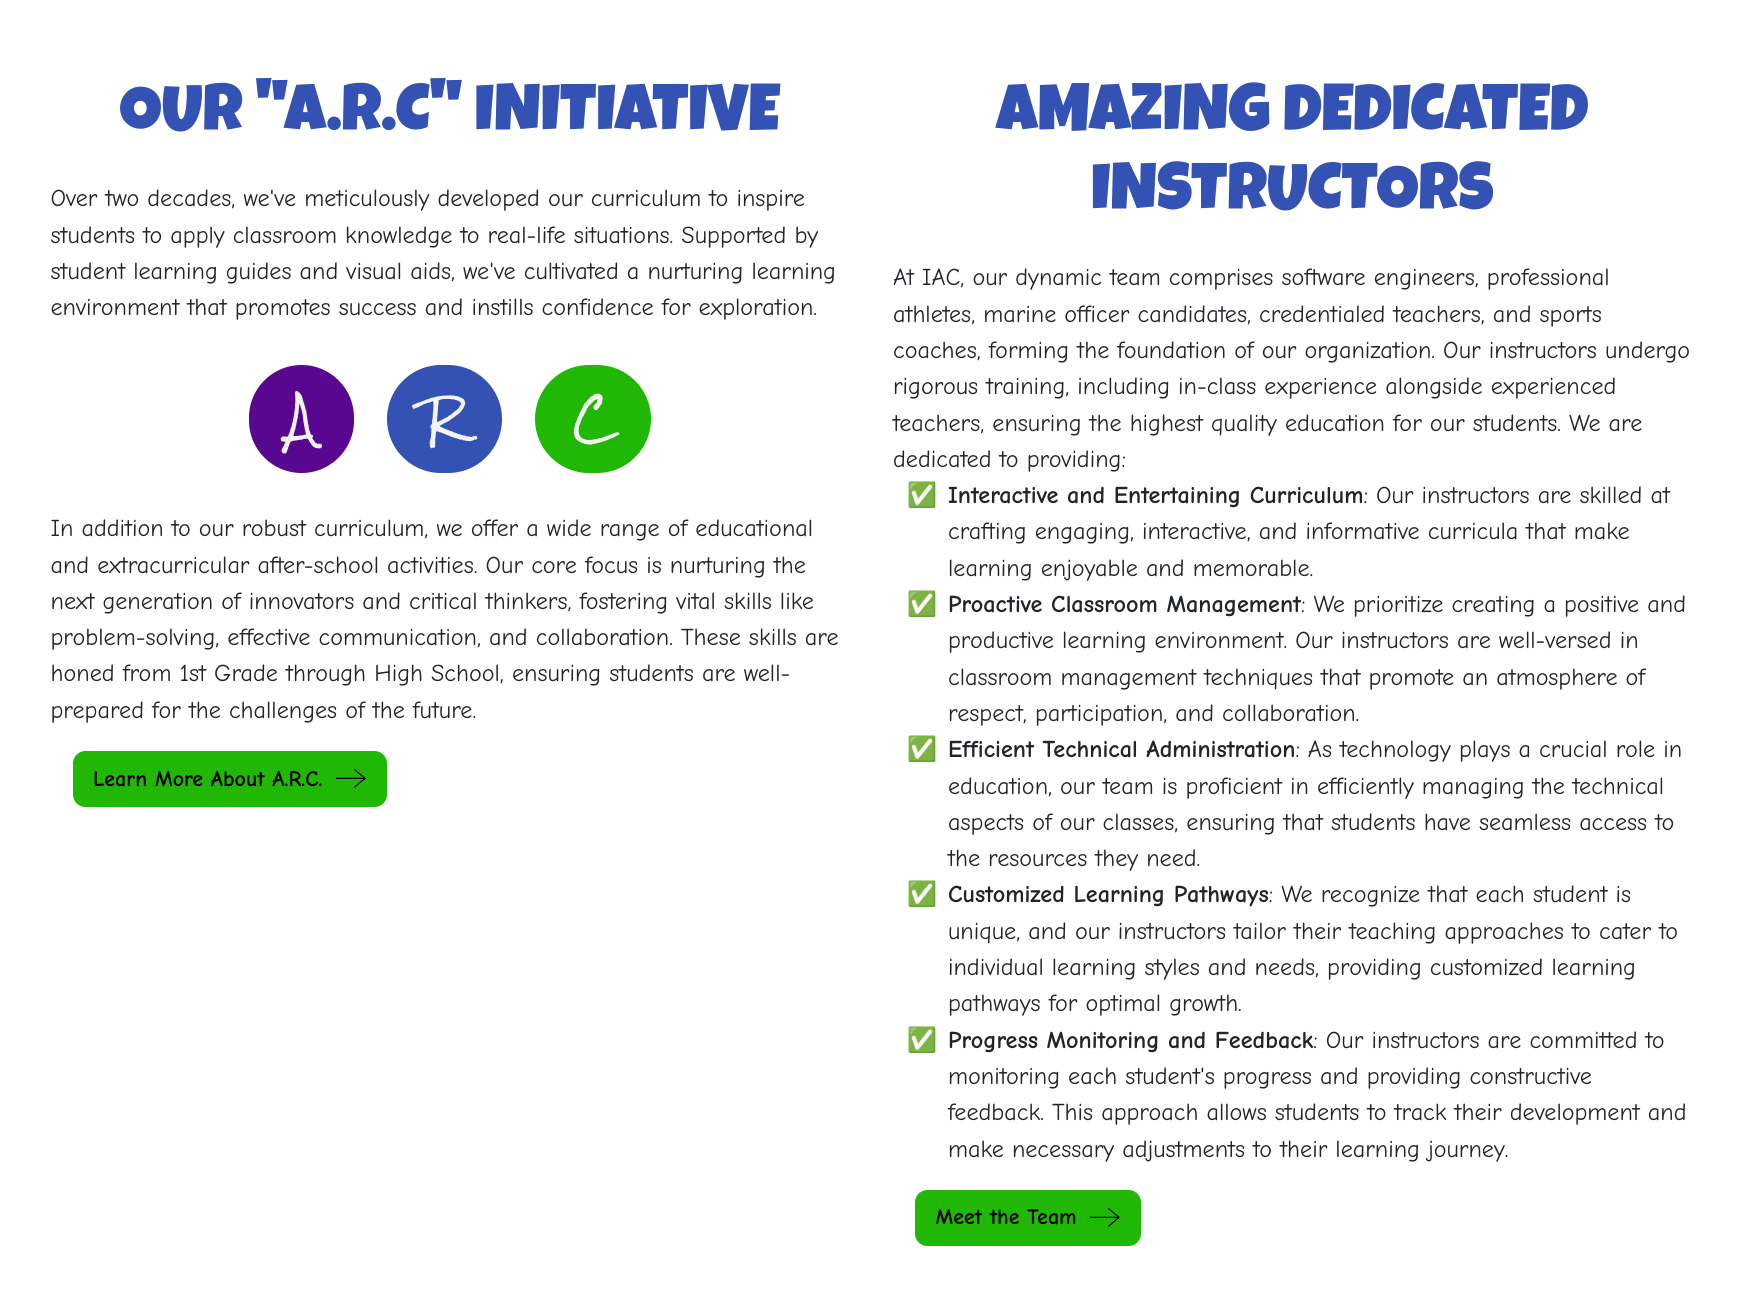 OUR "A.R.C" INITIATIVE
Over two decades, we've meticulously developed our curriculum to inspire
students to apply classroom knowledge to real-life situations. Supported by
student learning guides and visual aids, we've cultivated a nurturing learning
environment that promotes success and instills confidence for exploration.
A R C
In addition to our robust curriculum, we offer a wide range of educational
and extracurricular after-school activities. Our core focus is nurturing the
next generation of innovators and critical thinkers, fostering vital skills like
problem-solving, effective communication, and collaboration. These skills are
honed from 1st Grade through High School, ensuring students are well-
prepared for the challenges of the future.
Learn More About A.R.C.
AMAZING DEDICATED
INSTRUCTORS
At IAC, our dynamic team comprises software engineers, professional
athletes, marine officer candidates, credentialed teachers, and sports
coaches, forming the foundation of our organization. Our instructors undergo
rigorous training, including in-class experience alongside experienced
teachers, ensuring the highest quality education for our students. We are
dedicated to providing:
✅ Interactive and Entertaining Curriculum: Our instructors are skilled at
crafting engaging, interactive, and informative curricula that make
learning enjoyable and memorable.
✅ Proactive Classroom Management: We prioritize creating a positive and
productive learning environment. Our instructors are well-versed in
classroom management techniques that promote an atmosphere of
respect, participation, and collaboration.
✅ Efficient Technical Administration: As technology plays a crucial role in
education, our team is proficient in efficiently managing the technical
aspects of our classes, ensuring that students have seamless access to
the resources they need.
✅ Customized Learning Pathways: We recognize that each student is
unique, and our instructors tailor their teaching approaches to cater to
individual learning styles and needs, providing customized learning
pathways for optimal growth.
✅ Progress Monitoring and Feedback: Our instructors are committed to
monitoring each student's progress and providing constructive
feedback. This approach allows students to track their development and
make necessary adjustments to their learning journey.
Meet the Team